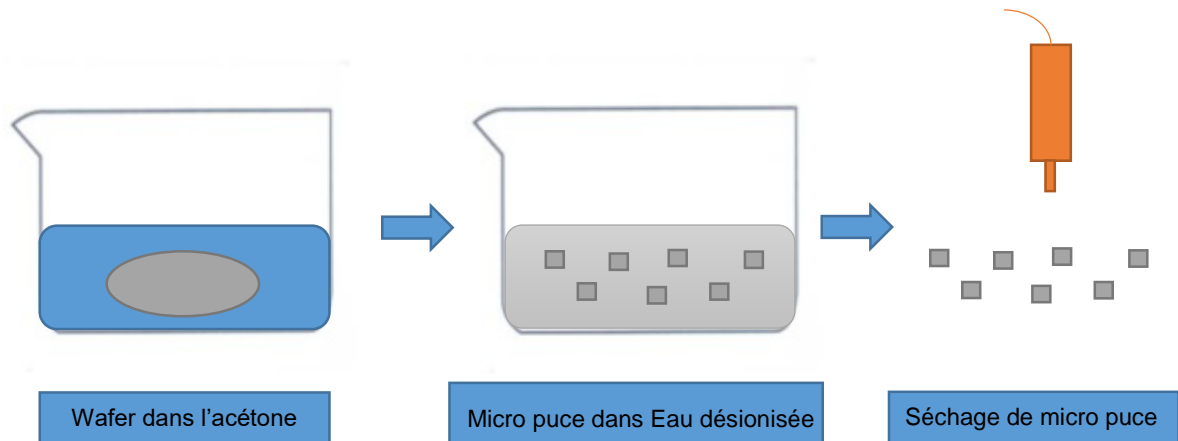 Wafer dans l’acétone
Micro puce dans Eau désionisée
Séchage de micro puce